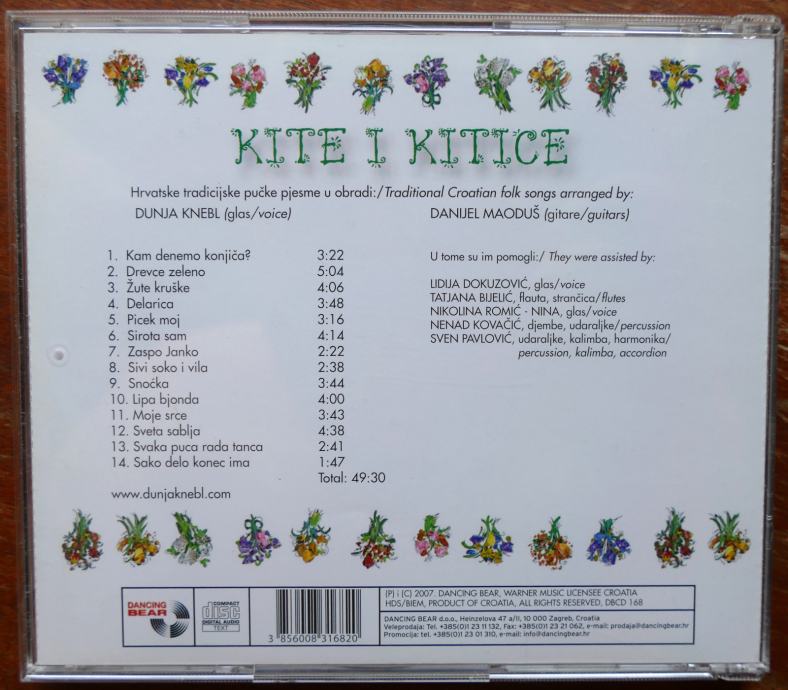 KITE I KITICE
Hrvatske tradicijske pučke pjesme u obradi:/Traditional Croatian folk songs arranged by:
DUNJA KNEBL (glas/voice)
DANIJEL MAODUŠ (gitare/guitars)
1. Kam denemo konjiča? 3:22
2. Drevce zeleno 5:04
3. Žute kruške 4:06
4. Delarica 3:48
5. Picek moj 3:16
6. Sirota sam 4:14
7. Zaspo Janko 2:22
8. Sivi soko i vila 2:38
9. Snoćka 3:44
10. Lipa bjonda 4:00
11. Moje srce 3:43
12. Sveta sablja 4:38
13. Svaka puca rada tanca 2:41
14. Sako delo konec ima 1:47
Total: 49:30
www.dunjaknebl.com
U tome su im pomogli:/ They were assisted by:
LIDIJA DOKUZOVIĆ, glas/voice
TATJANA BIJELIĆ, flauta, strančica/flutes
NIKOLINA ROMIĆ - NINA, glas/voice
NENAD KOVAČIĆ, djembe, udaraljke/percussion
SVEN PAVLOVIĆ, udaraljke, kalimba, harmonika/
percussion, kalimba, accordion
DANCING
BEAR
COMPACT
disc
DIGITAL AUDIO
TEXT
3 856008 316820
(P) i (C) 2007. DANCING BEAR, WARNER MUSIC LICENSEE CROATIA
HDS/BIEM, PRODUCT OF CROATIA, ALL RIGHTS RESERVED, DBCD 168
DANCING BEAR d.o.o., Heinzelova 47 a/II, 10 000 Zagreb, Croatia
Veleprodaja: Tel. +385(0)1 23 11 132, Fax: +385(0)1 23 21 062, e-mail: prodaja@dancingbear.hr
Promocija: tel. +385(0)1 23 01 310, e-mail: info@dancingbear.hr